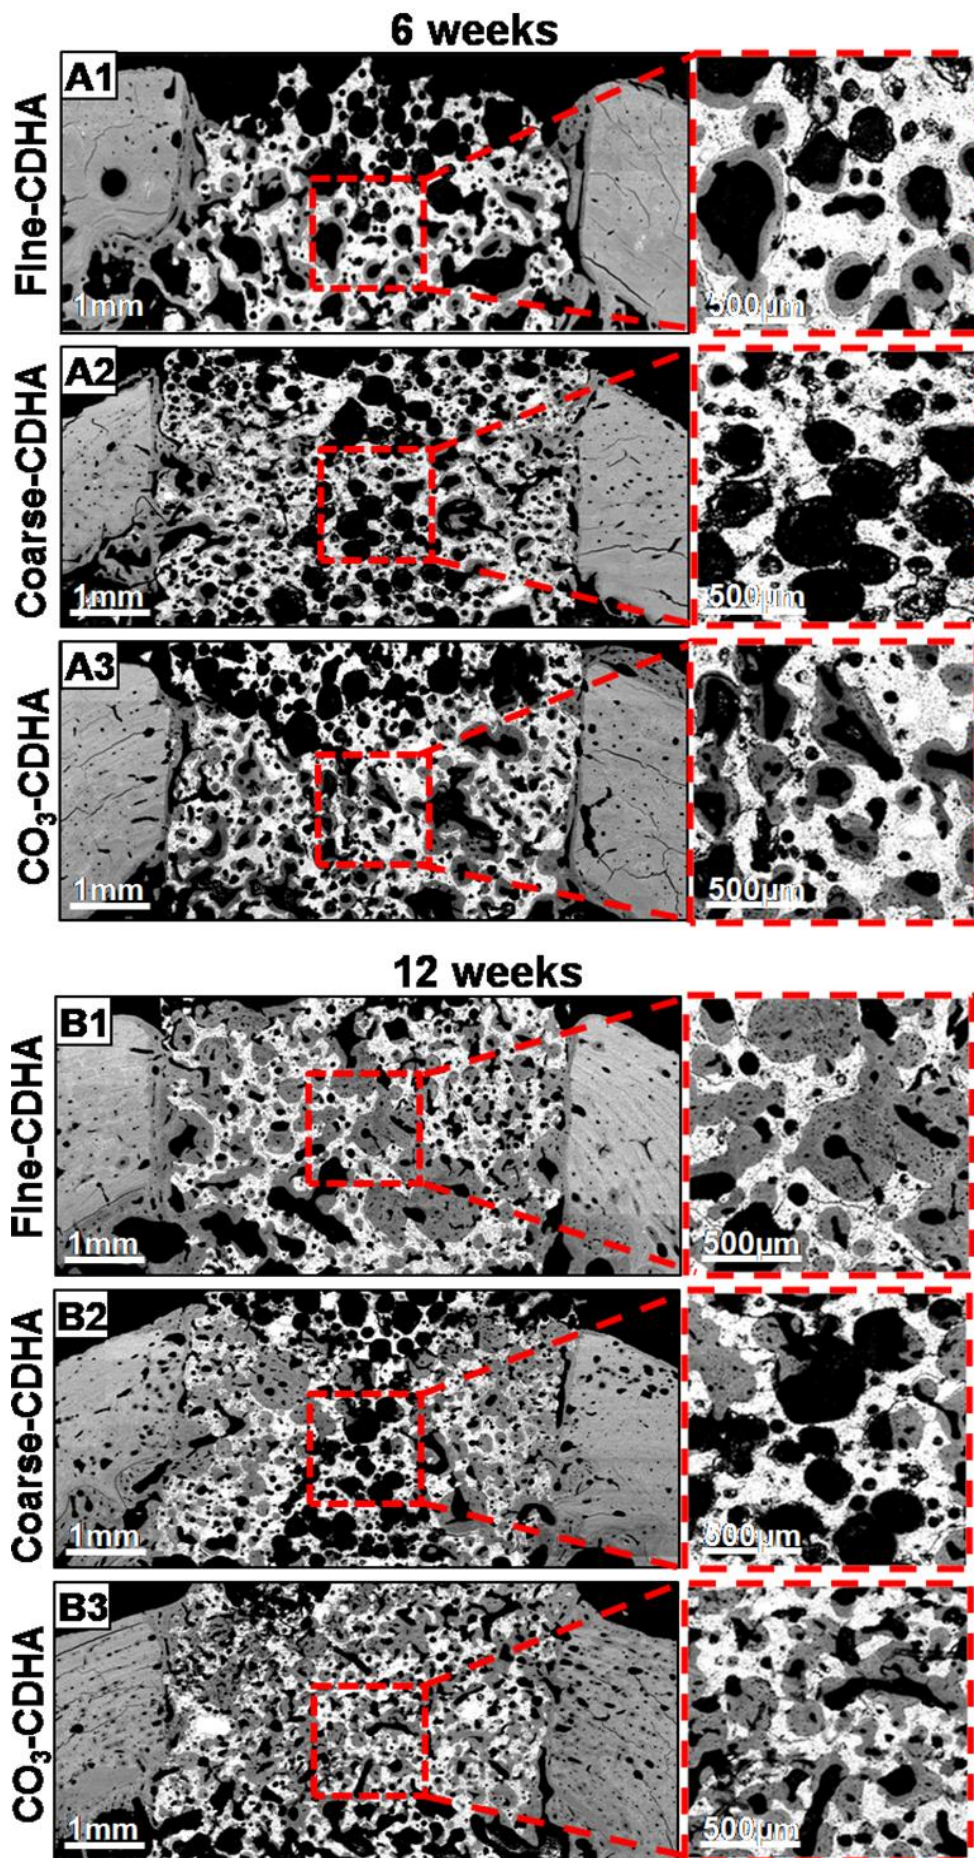 6 weeks
Fine-CDHA
A1
1mm
500µm
Coarse-CDHA
A2
1mm
500µm
CO₃-CDHA
A3
1mm
500µm
12 weeks
Fine-CDHA
B1
1mm
500µm
Coarse-CDHA
B2
1mm
500µm
CO₃-CDHA
B3
1mm
500µm